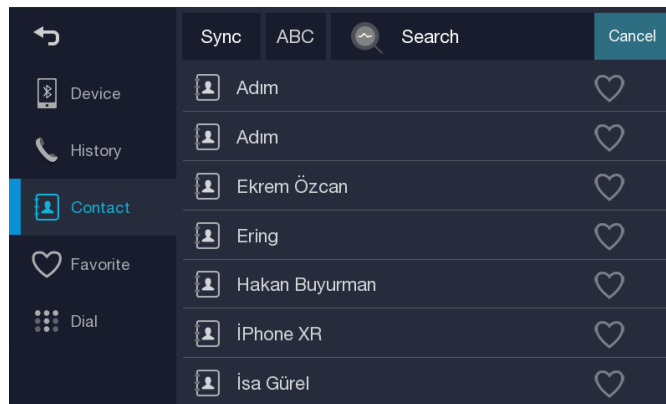 Sync ABC Search Cancel
Device
History
Contact
Favorite
Dial
Adım
Adım
Ekrem Özcan
Ering
Hakan Buyurman
İPhone XR
İsa Gürel